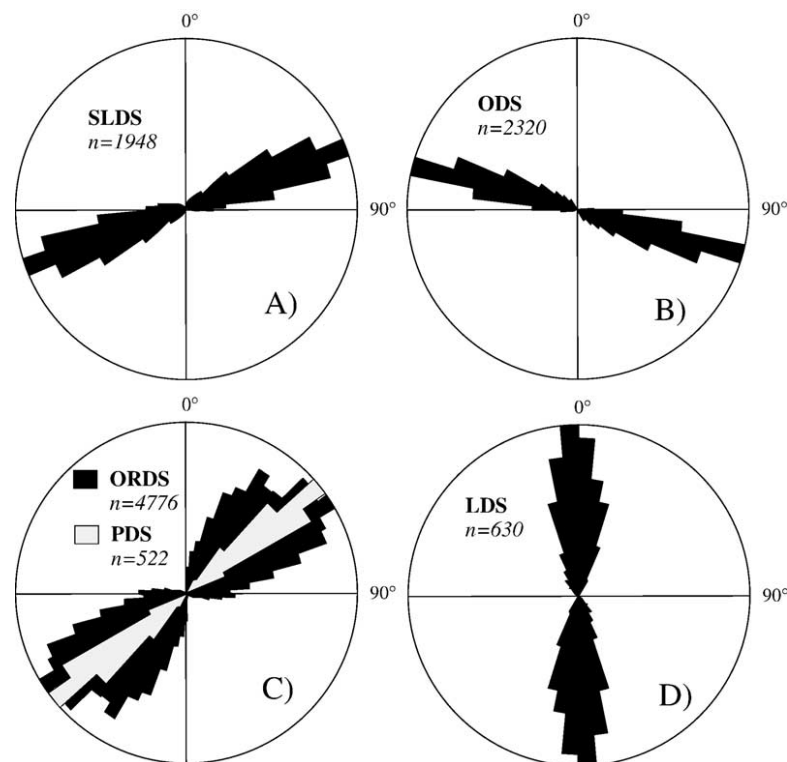 0°
SLDS
n=1948
90°
A)
0°
ODS
n=2320
90°
B)
0°
ORDS
n=4776
PDS
n=522
90°
C)
0°
LDS
n=630
90°
D)